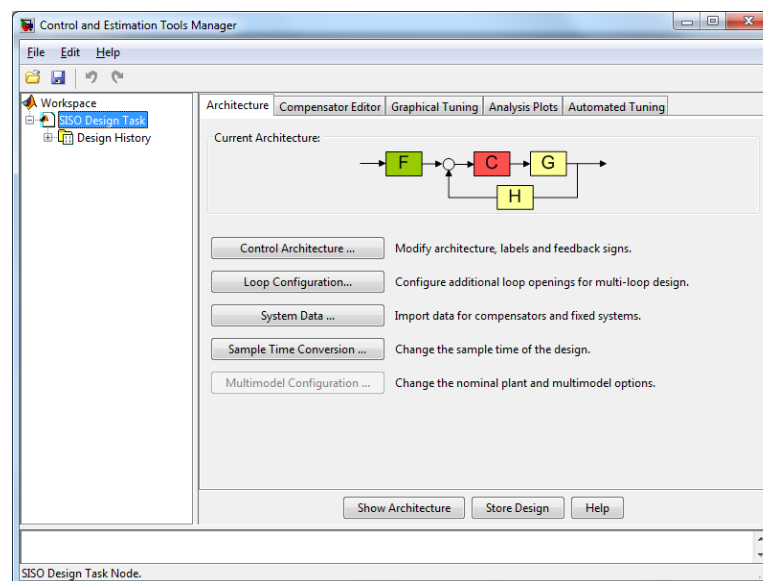 Control and Estimation Tools Manager
File Edit Help
Workspace
SISO Design Task
Design History
Architecture Compensator Editor Graphical Tuning Analysis Plots Automated Tuning
Current Architecture:
F C G
H
Control Architecture ... Modify architecture, labels and feedback signs.
Loop Configuration... Configure additional loop openings for multi-loop design.
System Data ... Import data for compensators and fixed systems.
Sample Time Conversion ... Change the sample time of the design.
Multimodel Configuration ... Change the nominal plant and multimodel options.
Show Architecture Store Design Help
SISO Design Task Node.